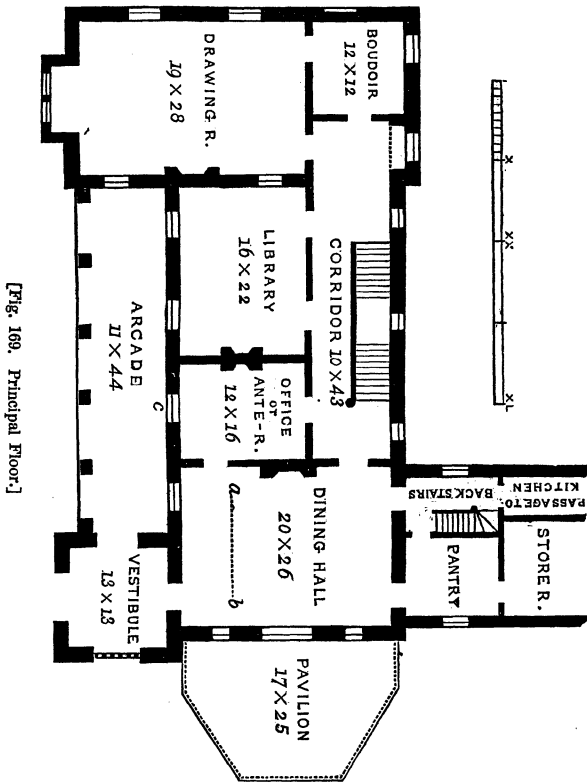 BOUDOIR
12 X 12
DRAWING R.
19 X 28
X
XX
XL
CORRIDOR 10 X 43
LIBRARY
16 X 22
ARCADE
11 X 44
c
OFFICE
OR
ANTE-R.
12 X 16
a
b
DINING HALL
20 X 26
BACK STAIRS
PASSAGE TO
KITCHEN
STORE R.
PANTRY
VESTIBULE
13 X 13
PAVILION
17 X 25
[Fig. 169. Principal Floor.]